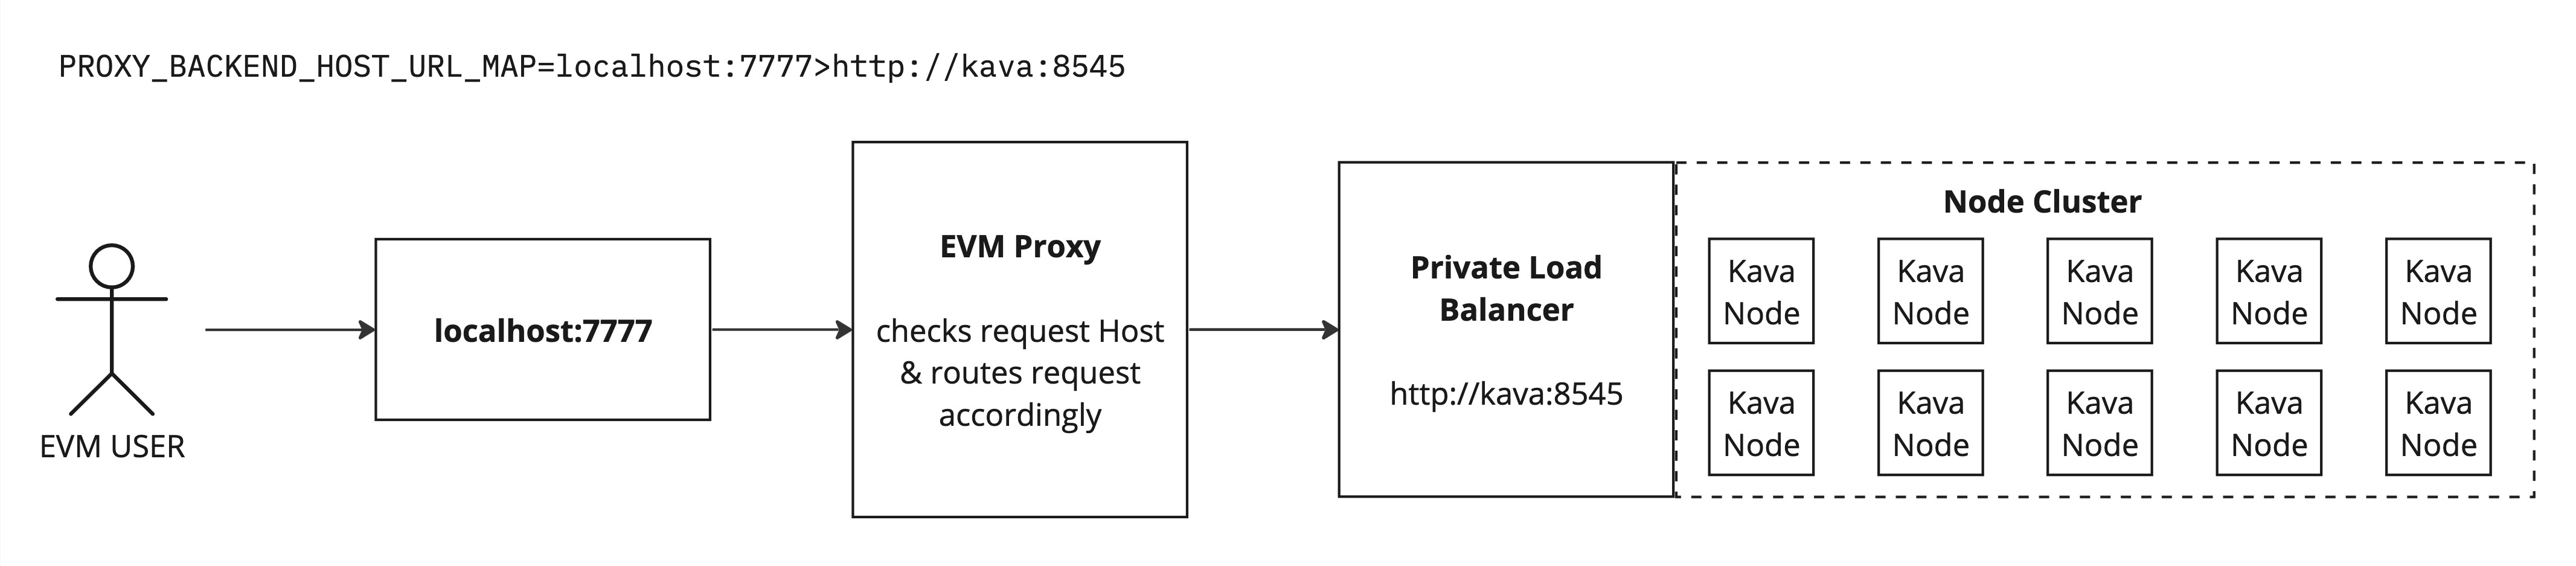 PROXY_BACKEND_HOST_URL_MAP=localhost:7777>http://kava:8545
EVM USER
localhost:7777
EVM Proxy
checks request Host
& routes request
accordingly
Private Load
Balancer
http://kava:8545
Node Cluster
Kava
Node
Kava
Node
Kava
Node
Kava
Node
Kava
Node
Kava
Node
Kava
Node
Kava
Node
Kava
Node
Kava
Node